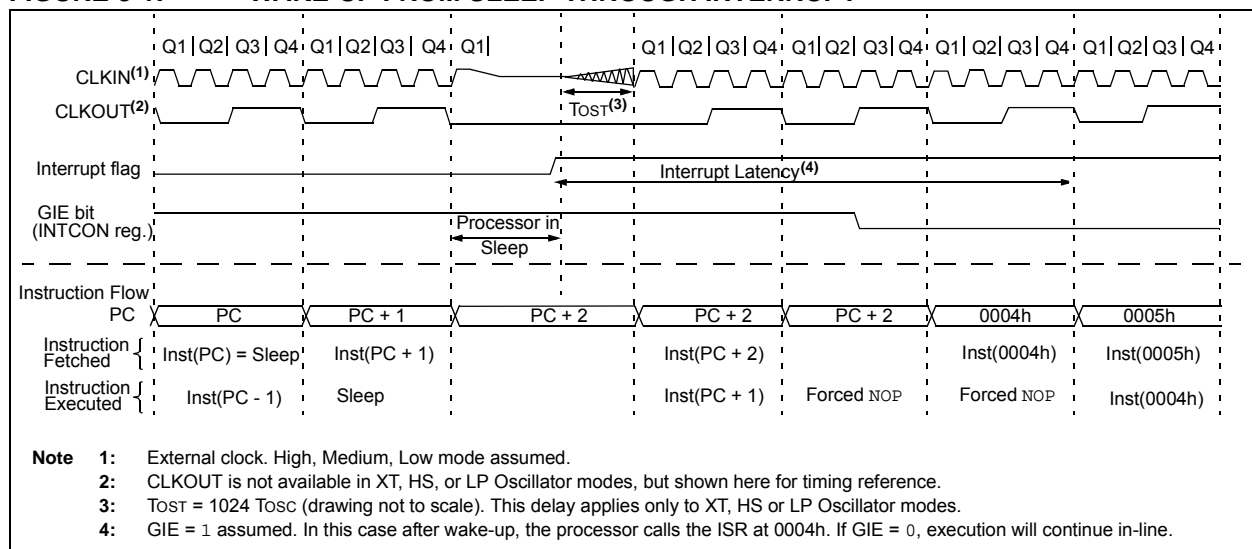 Q1 Q2 Q3 Q4 Q1 Q2 Q3 Q4 Q1 Q1 Q2 Q3 Q4 Q1 Q2 Q3 Q4 Q1 Q2 Q3 Q4 Q1 Q2 Q3 Q4
CLKIN(1)
CLKOUT(2) TOST(3)
Interrupt flag Interrupt Latency(4)
GIE bit
(INTCON reg.) Processor in
Sleep
Instruction Flow
PC PC PC + 1 PC + 2 PC + 2 PC + 2 0004h 0005h
Instruction
Fetched Inst(PC) = Sleep Inst(PC + 1) Inst(PC + 2) Inst(0004h) Inst(0005h)
Instruction
Executed Inst(PC - 1) Sleep Inst(PC + 1) Forced NOP Forced NOP Inst(0004h)
Note 1: External clock. High, Medium, Low mode assumed.
2: CLKOUT is not available in XT, HS, or LP Oscillator modes, but shown here for timing reference.
3: TOST = 1024 TOSC (drawing not to scale). This delay applies only to XT, HS or LP Oscillator modes.
4: GIE = 1 assumed. In this case after wake-up, the processor calls the ISR at 0004h. If GIE = 0, execution will continue in-line.